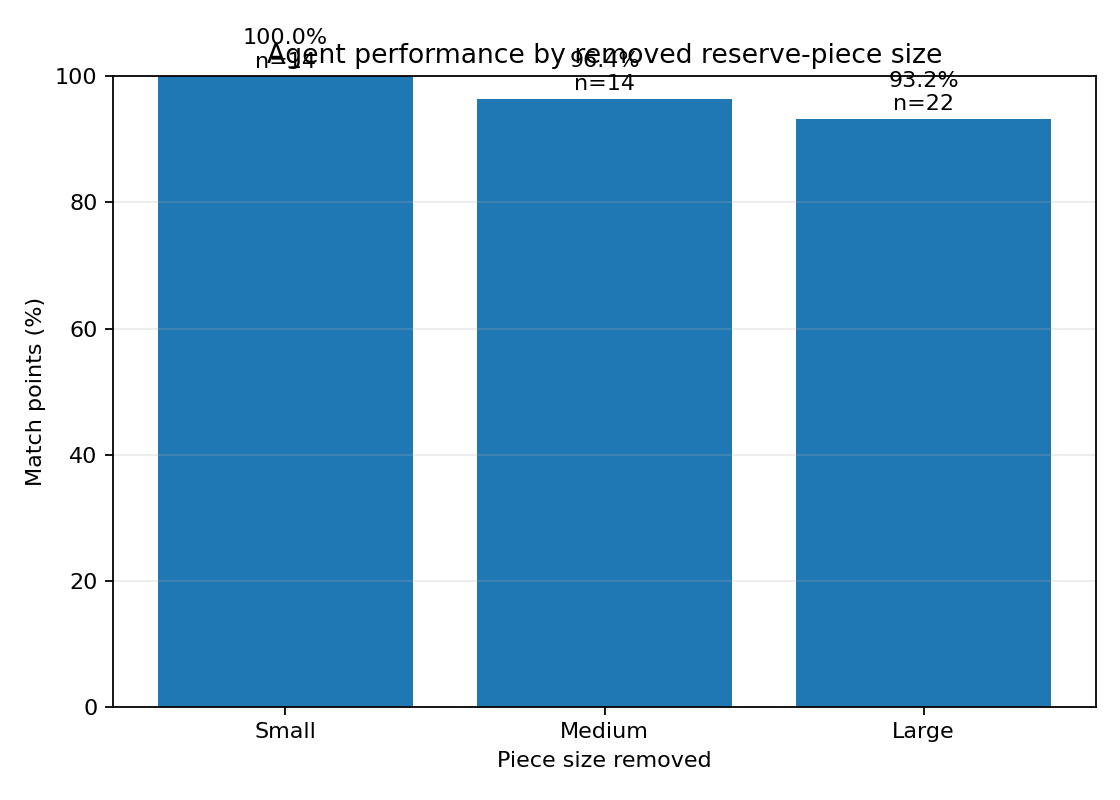 Agent performance by removed reserve-piece size
100.0%
n=14
96.4%
n=14
93.2%
n=22
100
80
60
40
20
0
Match points (%)
Small
Medium
Large
Piece size removed